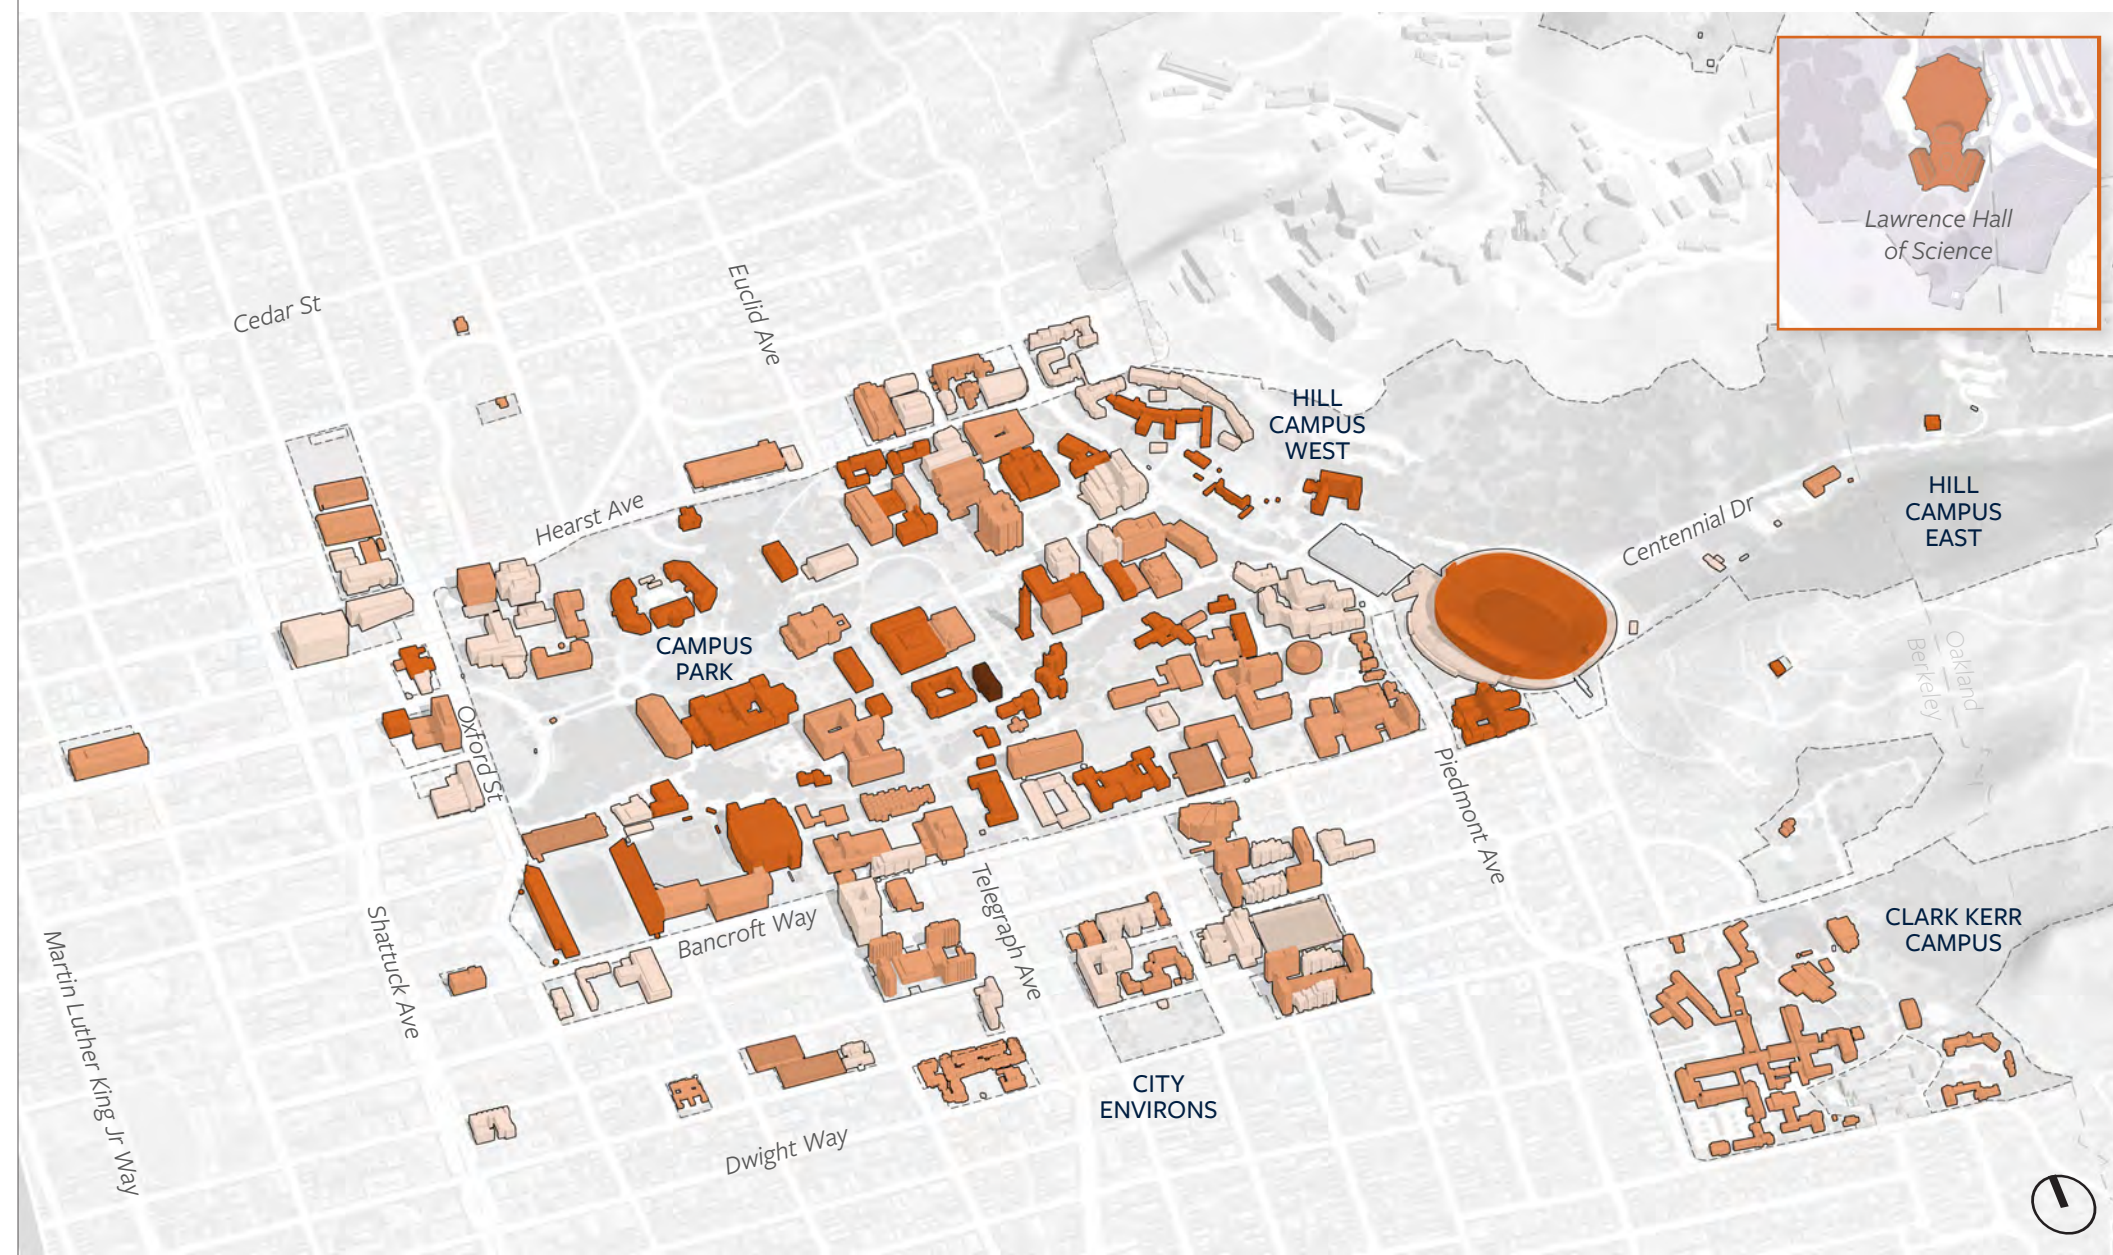 Lawrence Hall
of Science
Cedar St
Euclid Ave
HILL
CAMPUS
WEST
Hearst Ave
Centennial Dr
HILL
CAMPUS
EAST
CAMPUS
PARK
Oakland
Berkeley
Oxford St
Piedmont Ave
Shattuck Ave
Bancroft Way
Telegraph Ave
CLARK KERR
CAMPUS
Martin Luther King Jr Way
CITY
ENVIRONS
Dwight Way